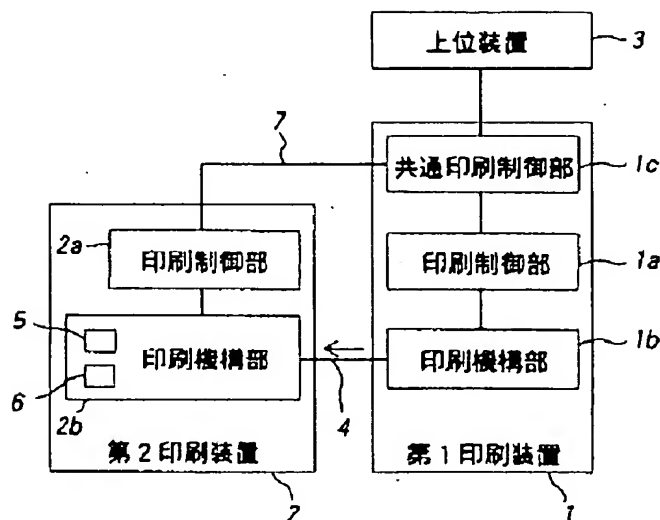 上位装置
3
7
共通印刷制御部
1c
2a
印刷制御部
印刷制御部
1a
5
印刷機構部
印刷機構部
1b
6
2b
4
第2印刷装置
第1印刷装置
2
1